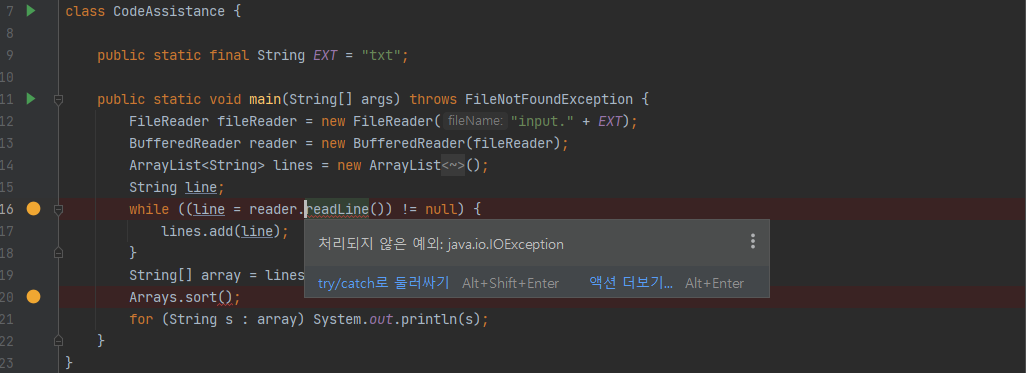 7 class CodeAssistance {
8
9 public static final String EXT = "txt";
10
11 public static void main(String[] args) throws FileNotFoundException {
12 FileReader fileReader = new FileReader( fileName: "input." + EXT);
13 BufferedReader reader = new BufferedReader(fileReader);
14 ArrayList<String> lines = new ArrayList<~>();
15 String line;
16 while ((line = reader.readLine()) != null) {
17 lines.add(line);
18 }
19 String[] array = lines
20 Arrays.sort();
21 for (String s : array) System.out.println(s);
22 }
23 }
처리되지 않은 예외: java.io.IOException
try/catch로 둘러싸기 Alt+Shift+Enter 액션 더보기... Alt+Enter